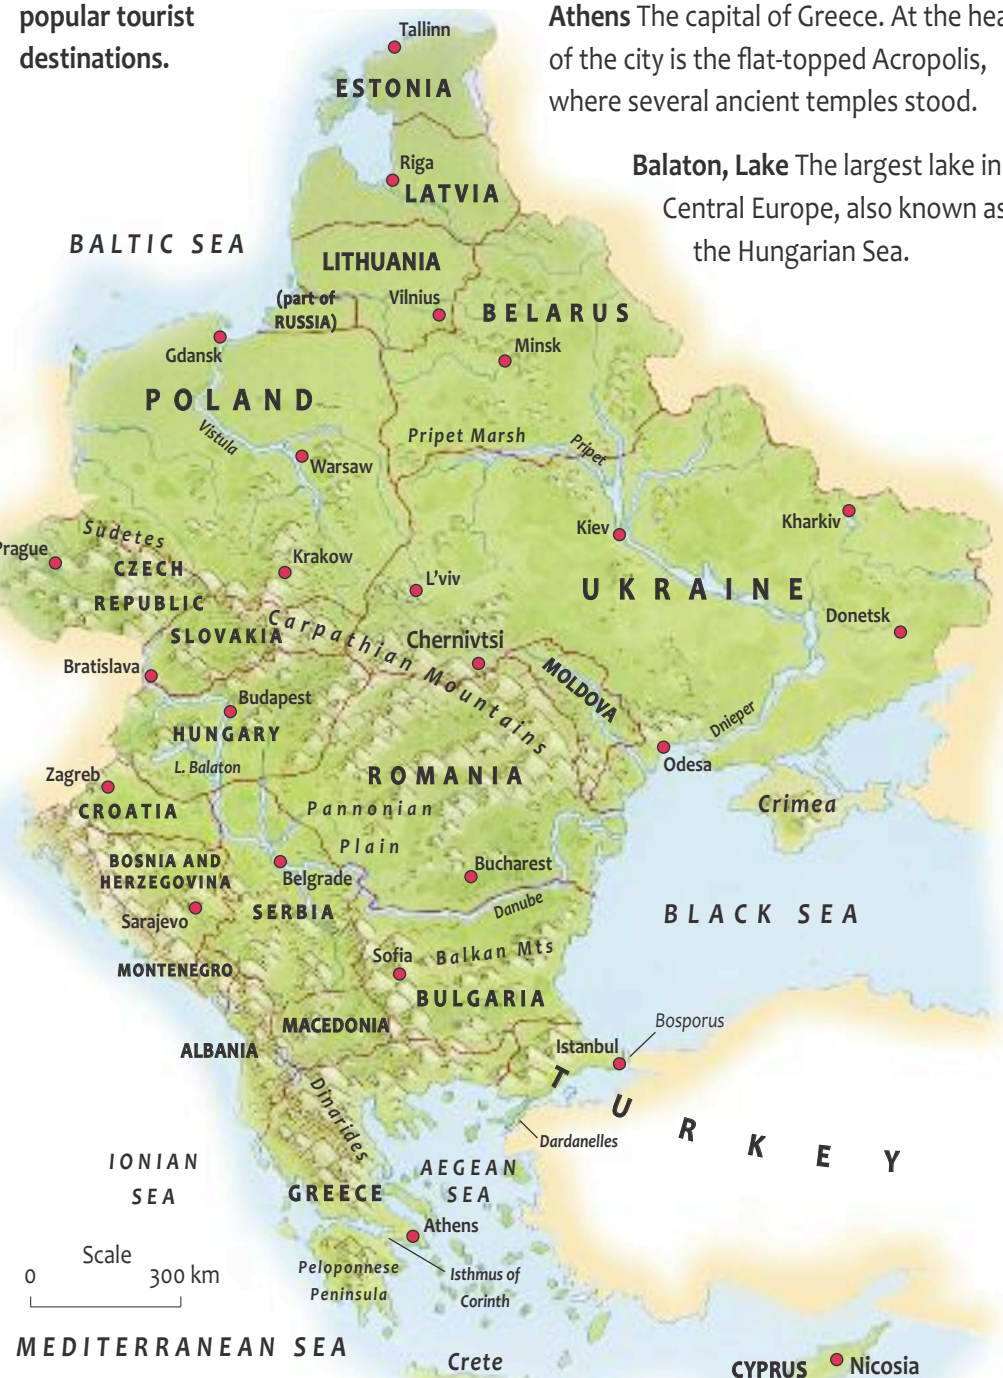 popular tourist
destinations.
Athens The capital of Greece. At the hea
of the city is the flat-topped Acropolis,
where several ancient temples stood.
Balaton, Lake The largest lake in
Central Europe, also known as
the Hungarian Sea.
Tallinn
ESTONIA
Riga
LATVIA
BALTIC SEA
LITHUANIA
(part of
RUSSIA)
Vilnius
BELARUS
Minsk
Gdansk
POLAND
Vistula
Warsaw
Pripet Marsh
Pripet
Kiev
Kharkiv
Sudetes
Prague
CZECH
REPUBLIC
Krakow
L'viv
UKRAINE
Donetsk
SLOVAKIA
Carpathian Mountains
Chernivtsi
Bratislava
MOLDOVA
Budapest
HUNGARY
Dnieper
L. Balaton
Odesa
Zagreb
ROMANIA
CROATIA
Pannonian
Plain
Crimea
BOSNIA AND
HERZEGOVINA
Belgrade
Bucharest
Sarajevo
SERBIA
Danube
BLACK SEA
Sofia
Balkan Mts
MONTENEGRO
BULGARIA
MACEDONIA
Bosporus
ALBANIA
Istanbul
TURKEY
Dinarides
Dardanelles
IONIAN
SEA
AEGEAN
SEA
GREECE
Athens
Scale
0 300 km
Peloponnese
Peninsula
Isthmus of
Corinth
MEDITERRANEAN SEA
Crete
CYPRUS
Nicosia